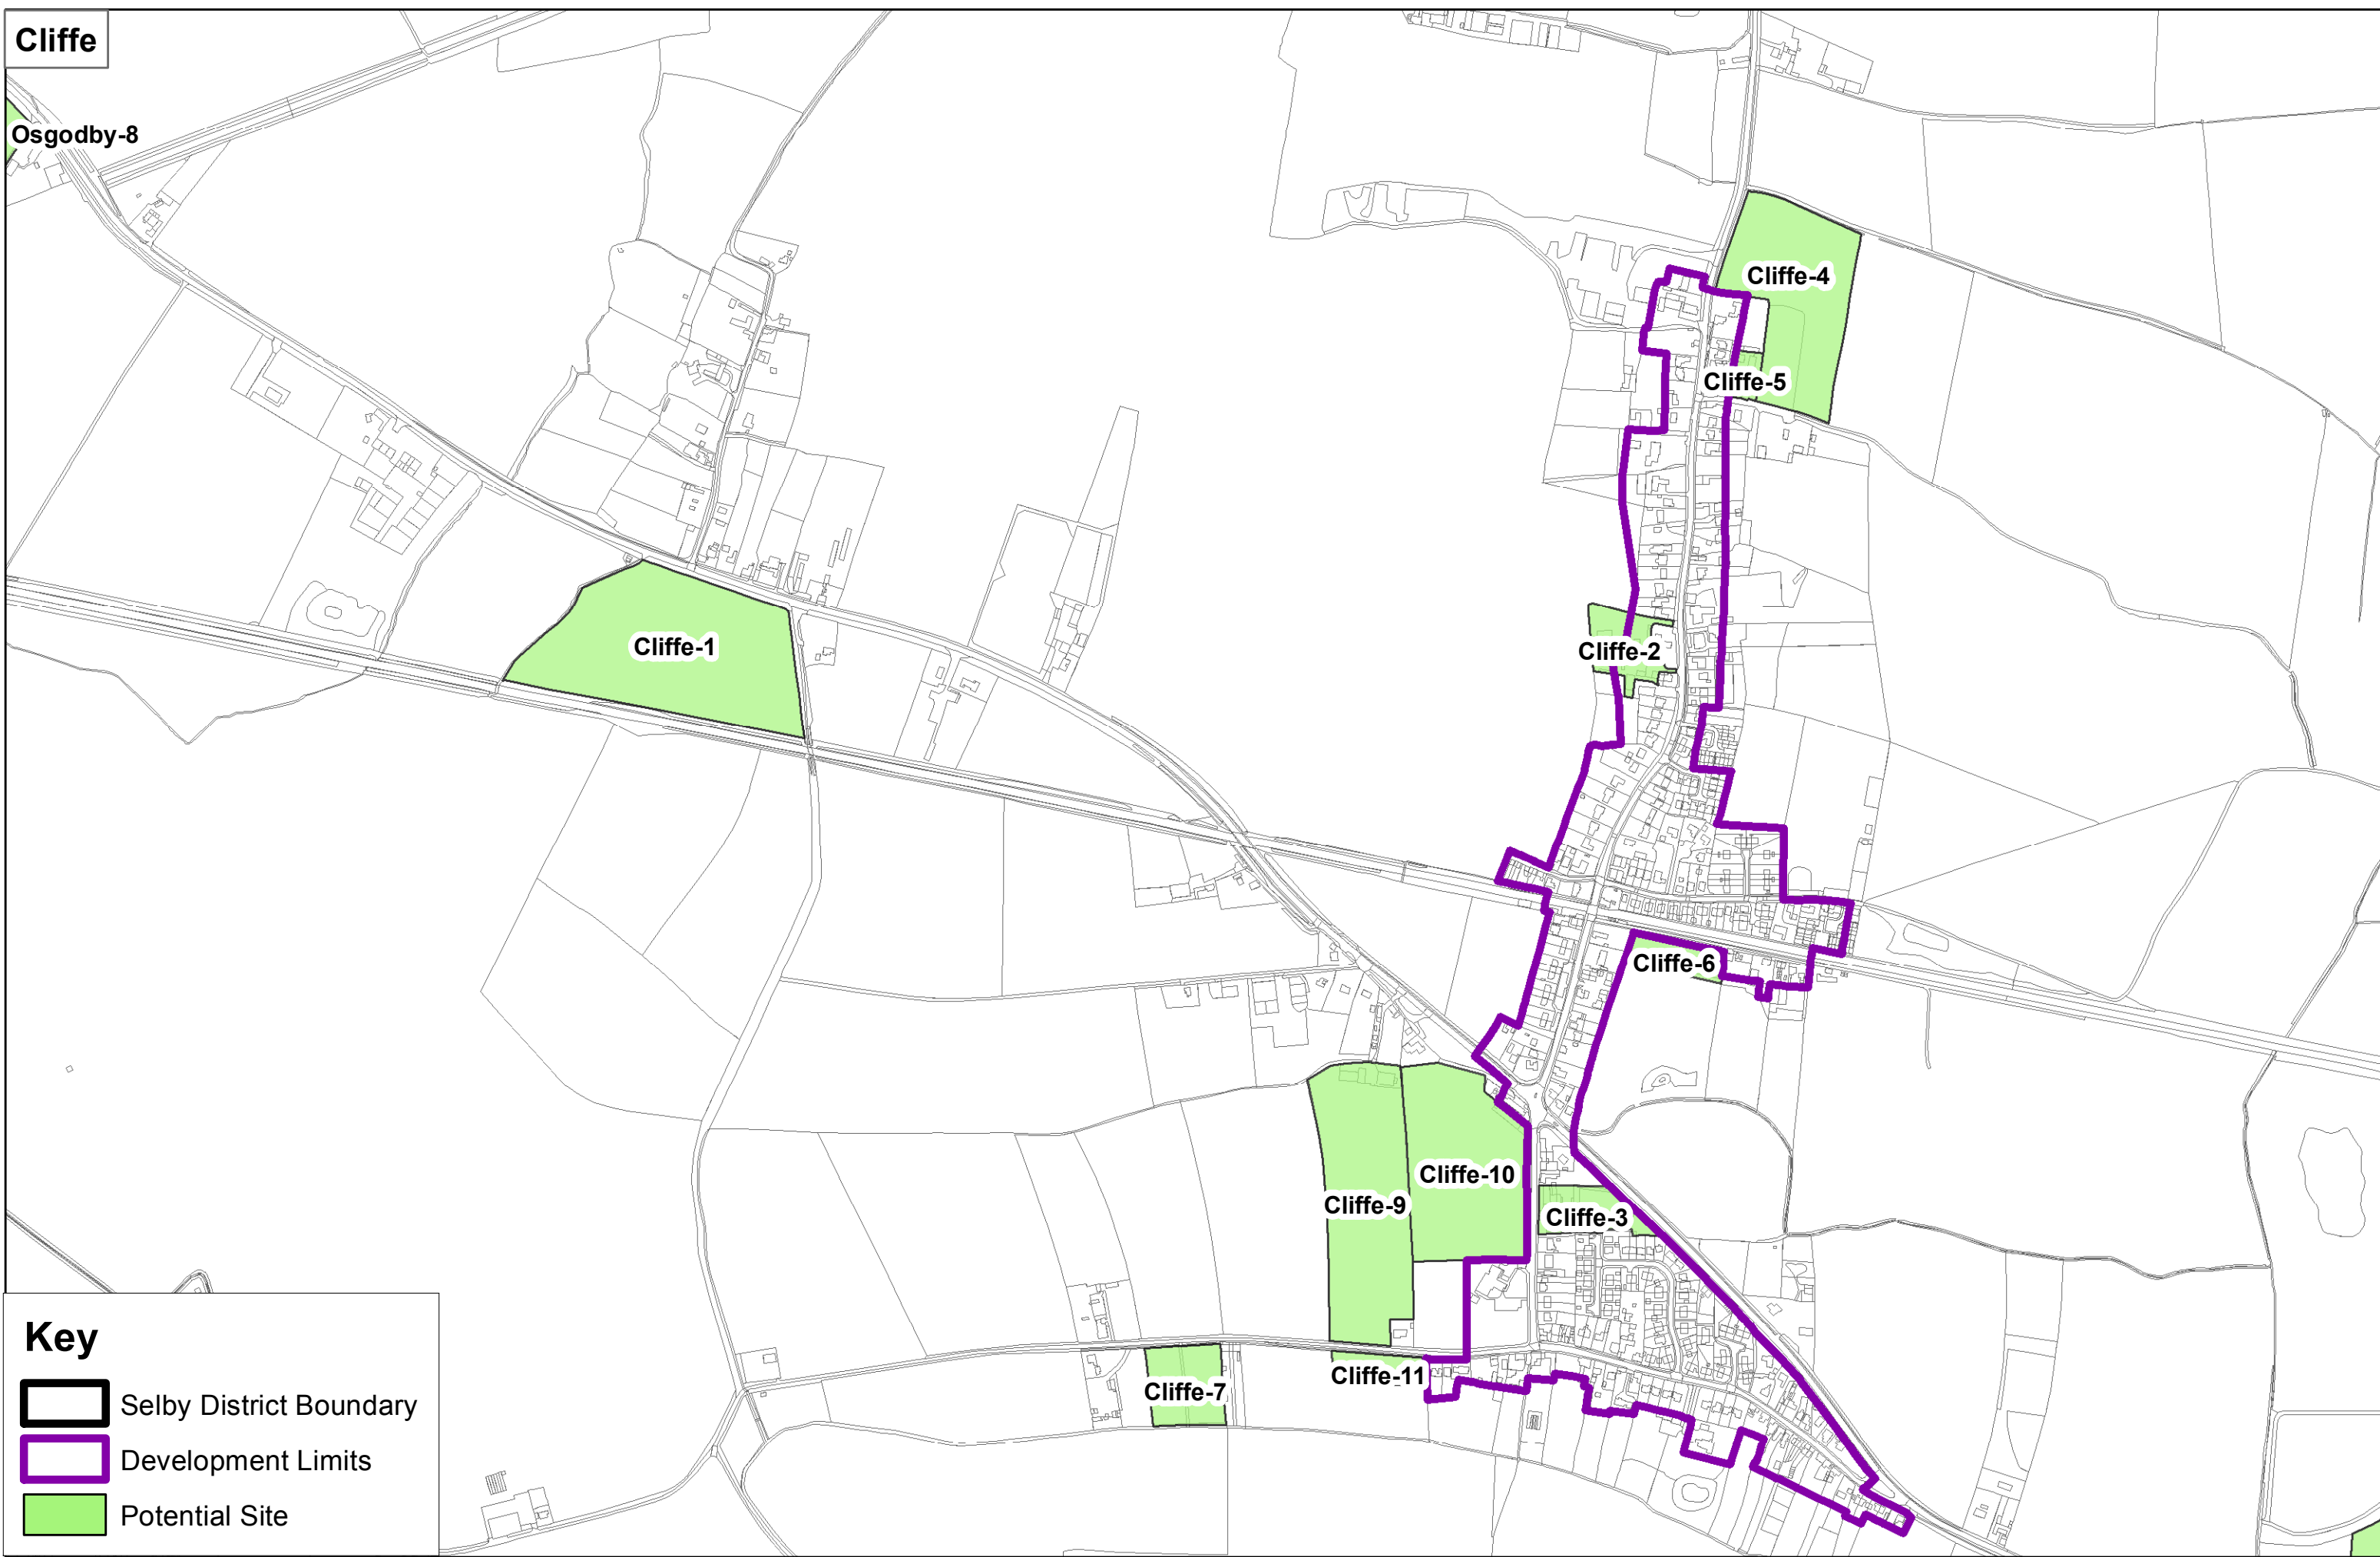 Cliffe
Osgodby-8
Cliffe-4
Cliffe-5
Cliffe-1
Cliffe-2
Cliffe-6
Cliffe-10
Cliffe-9
Cliffe-3
Cliffe-11
Cliffe-7
Key
Selby District Boundary
Development Limits
Potential Site